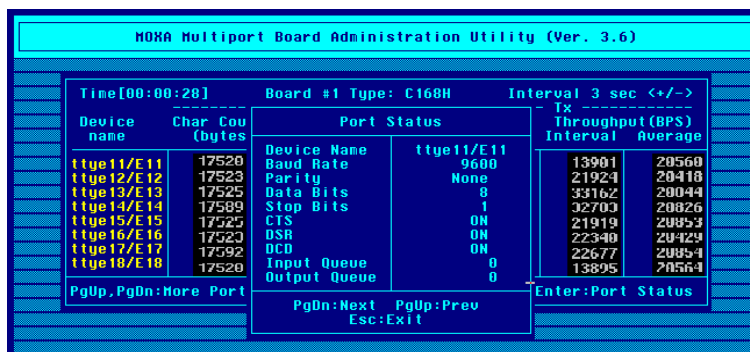 MOXA Multiport Board Administration Utility (Ver. 3.6)
Time[00:00:28] Board #1 Type: C168H Interval 3 sec <+/->
Tx
Device Char Cou Port Status Throughput(BPS)
name (bytes Interval Average
Device Name ttye11/E11
ttye11/E11 17520 Baud Rate 9600 13901 20560
ttye12/E12 17523 Parity None 21924 20418
ttye13/E13 17525 Data Bits 8 33162 20044
ttye14/E14 17589 Stop Bits 1 32703 20826
ttye15/E15 17525 CTS ON 21919 20853
ttye16/E16 17523 DSR ON 22340 20429
ttye17/E17 17592 DCD ON 22677 20854
ttye18/E18 17520 Input Queue 0 13895 20564
Output Queue 0
PgUp,PgDn:More Port Enter:Port Status
PgDn:Next PgUp:Prev
Esc:Exit